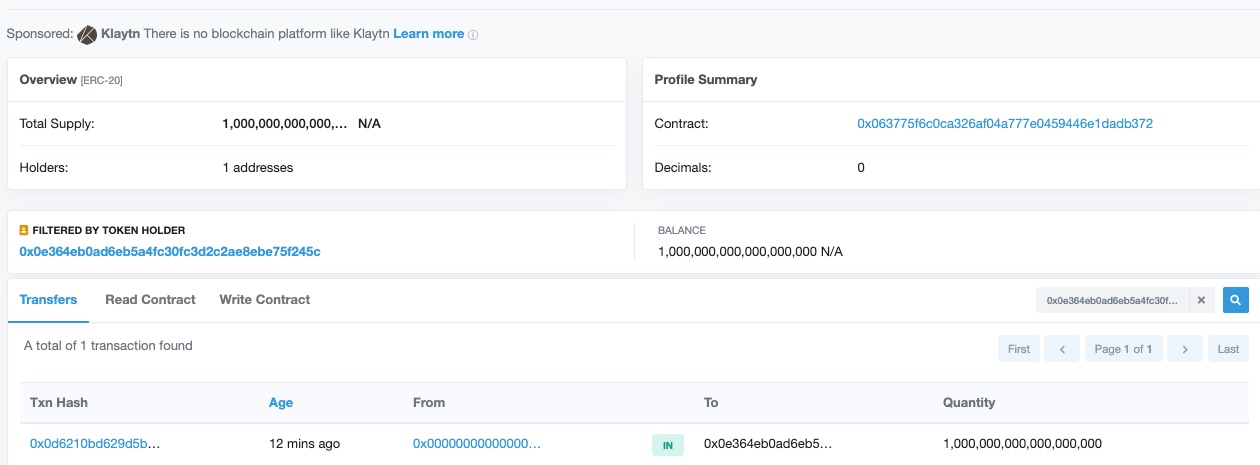 Sponsored: Klaytn There is no blockchain platform like Klaytn Learn more
Overview [ERC-20]
Total Supply: 1,000,000,000,000,... N/A
Holders: 1 addresses
Profile Summary
Contract: 0x063775f6c0ca326af04a777e0459446e1dadb372
Decimals: 0
FILTERED BY TOKEN HOLDER
0x0e364eb0ad6eb5a4fc30fc3d2c2ae8ebe75f245c
BALANCE
1,000,000,000,000,000,000 N/A
Transfers Read Contract Write Contract
0x0e364eb0ad6eb5a4fc30f...
A total of 1 transaction found
First Page 1 of 1 Last
Txn Hash Age From To Quantity
0x0d6210bd629d5b... 12 mins ago 0x00000000000000... IN 0x0e364eb0ad6eb5... 1,000,000,000,000,000,000